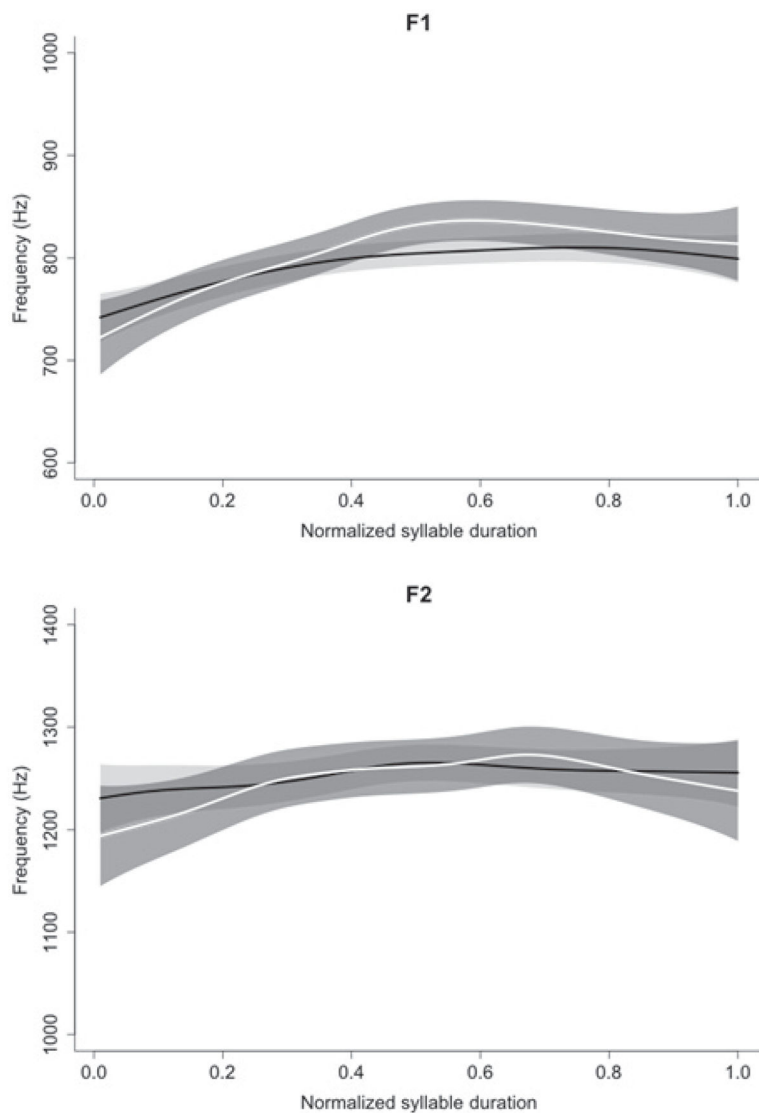 F1
1000
900
800
700
600
Frequency (Hz)
0.0 0.2 0.4 0.6 0.8 1.0
Normalized syllable duration
F2
1400
1300
1200
1100
1000
Frequency (Hz)
0.0 0.2 0.4 0.6 0.8 1.0
Normalized syllable duration